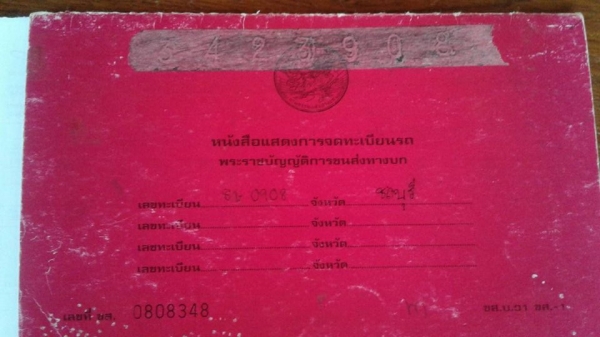 หนังสือแสดงการจดทะเบียนรถ
พระราชบัญญัติการขนส่งทางบก
เลขทะเบียน 86 0908 จังหวัด ชลบุรี
เลขทะเบียน จังหวัด
เลขทะเบียน จังหวัด
เลขทะเบียน จังหวัด
เลขที่ ขส. 0808348